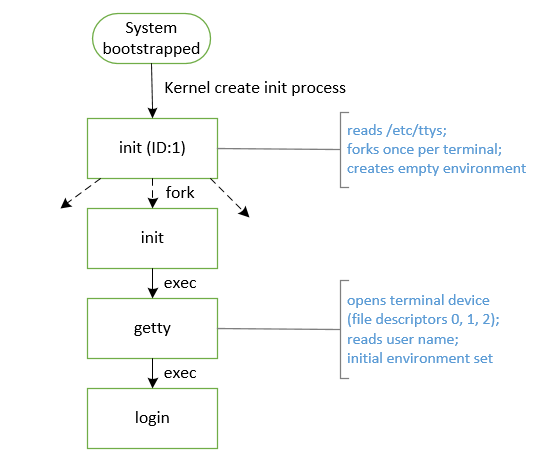 System
bootstrapped
Kernel create init process
init (ID:1)
reads /etc/ttys;
forks once per terminal;
creates empty environment
fork
init
exec
getty
opens terminal device
(file descriptors 0, 1, 2);
reads user name;
initial environment set
exec
login